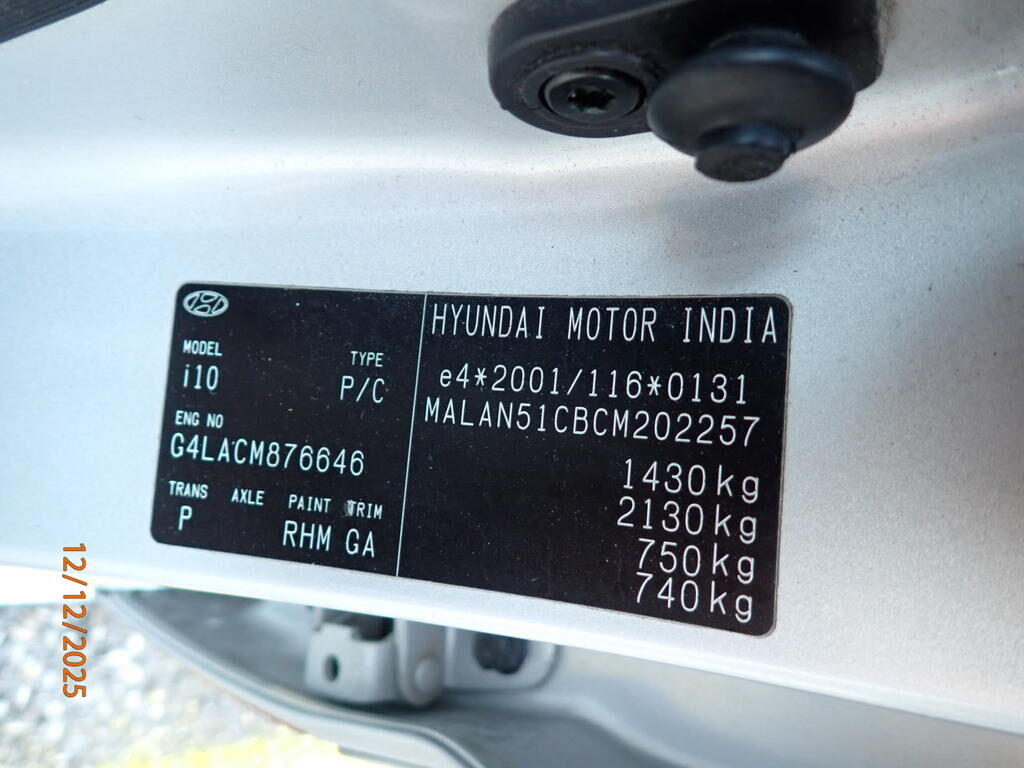 MODEL TYPE
i10 P/C
ENG NO
G4LACM876646
TRANS AXLE PAINT TRIM
P RHM GA
HYUNDAI MOTOR INDIA
e4*2001/116*0131
MALAN51CBCM202257
1430kg
2130kg
750kg
740kg
12/12/2025